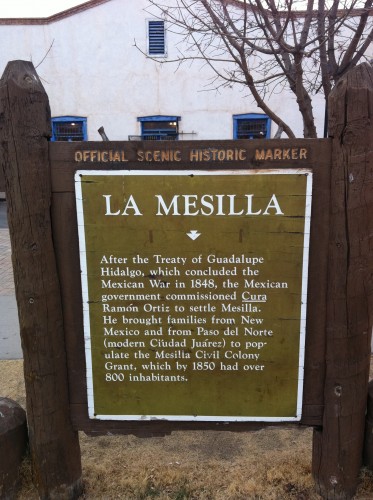 OFFICIAL SCENIC HISTORIC MARKER
LA MESILLA
After the Treaty of Guadalupe
Hidalgo, which concluded the
Mexican War in 1848, the Mexican
government commissioned Cura
Ramón Ortiz to settle Mesilla.
He brought families from New
Mexico and from Paso del Norte
(modern Ciudad Juárez) to pop-
ulate the Mesilla Civil Colony
Grant, which by 1850 had over
800 inhabitants.